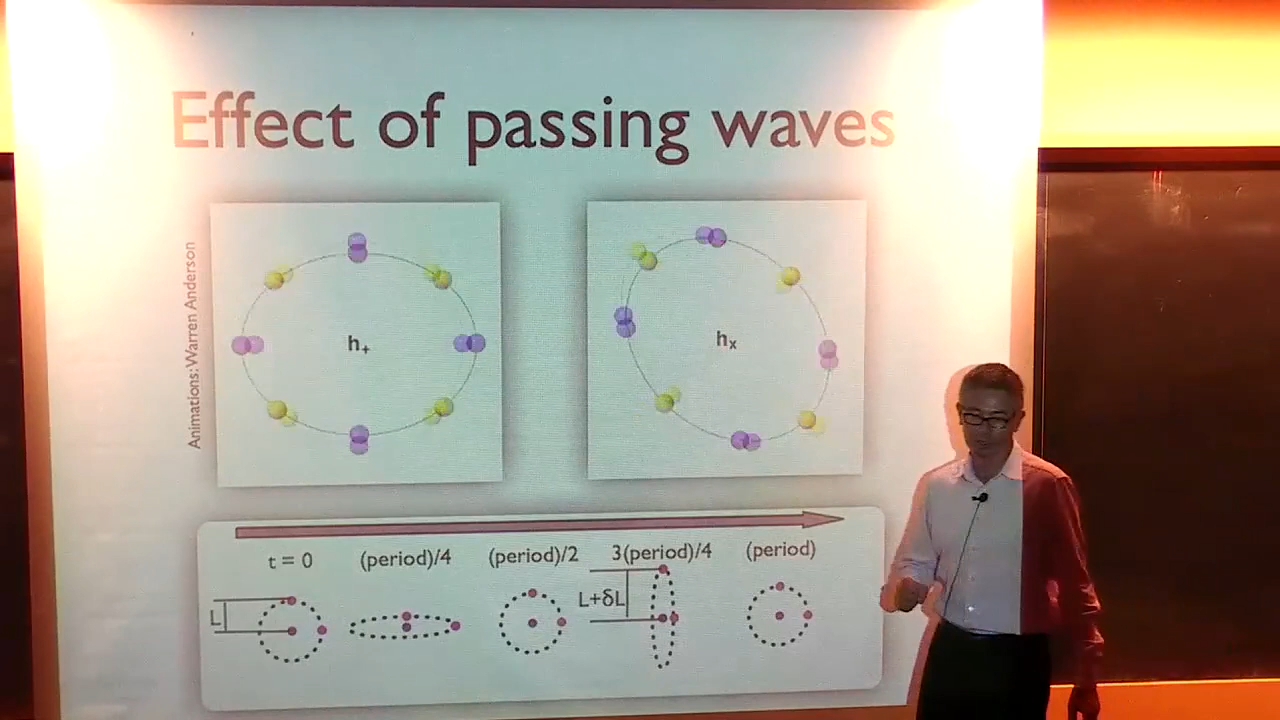 Effect of passing waves
Animations: Warren Anderson
h₊
hₓ
t = 0 (period)/4 (period)/2 3(period)/4 (period)
L
L+δL